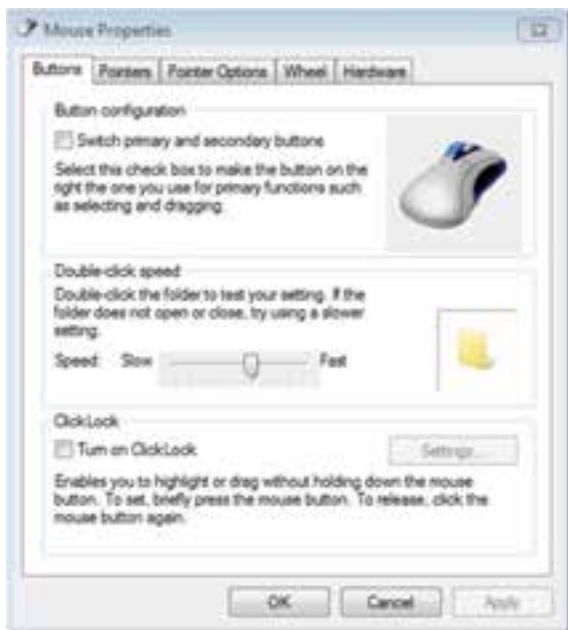 Mouse Properties
Buttons Pointers Pointer Options Wheel Hardware
Button configuration
Switch primary and secondary buttons
Select this check box to make the button on the
right the one you use for primary functions such
as selecting and dragging.
Double-click speed
Double-click the folder to test your setting. If the
folder does not open or close, try using a slower
setting.
Speed: Slow Fast
ClickLock
Turn on ClickLock
Settings...
Enables you to highlight or drag without holding down the mouse
button. To set, briefly press the mouse button. To release, click the
mouse button again.
OK Cancel Apply